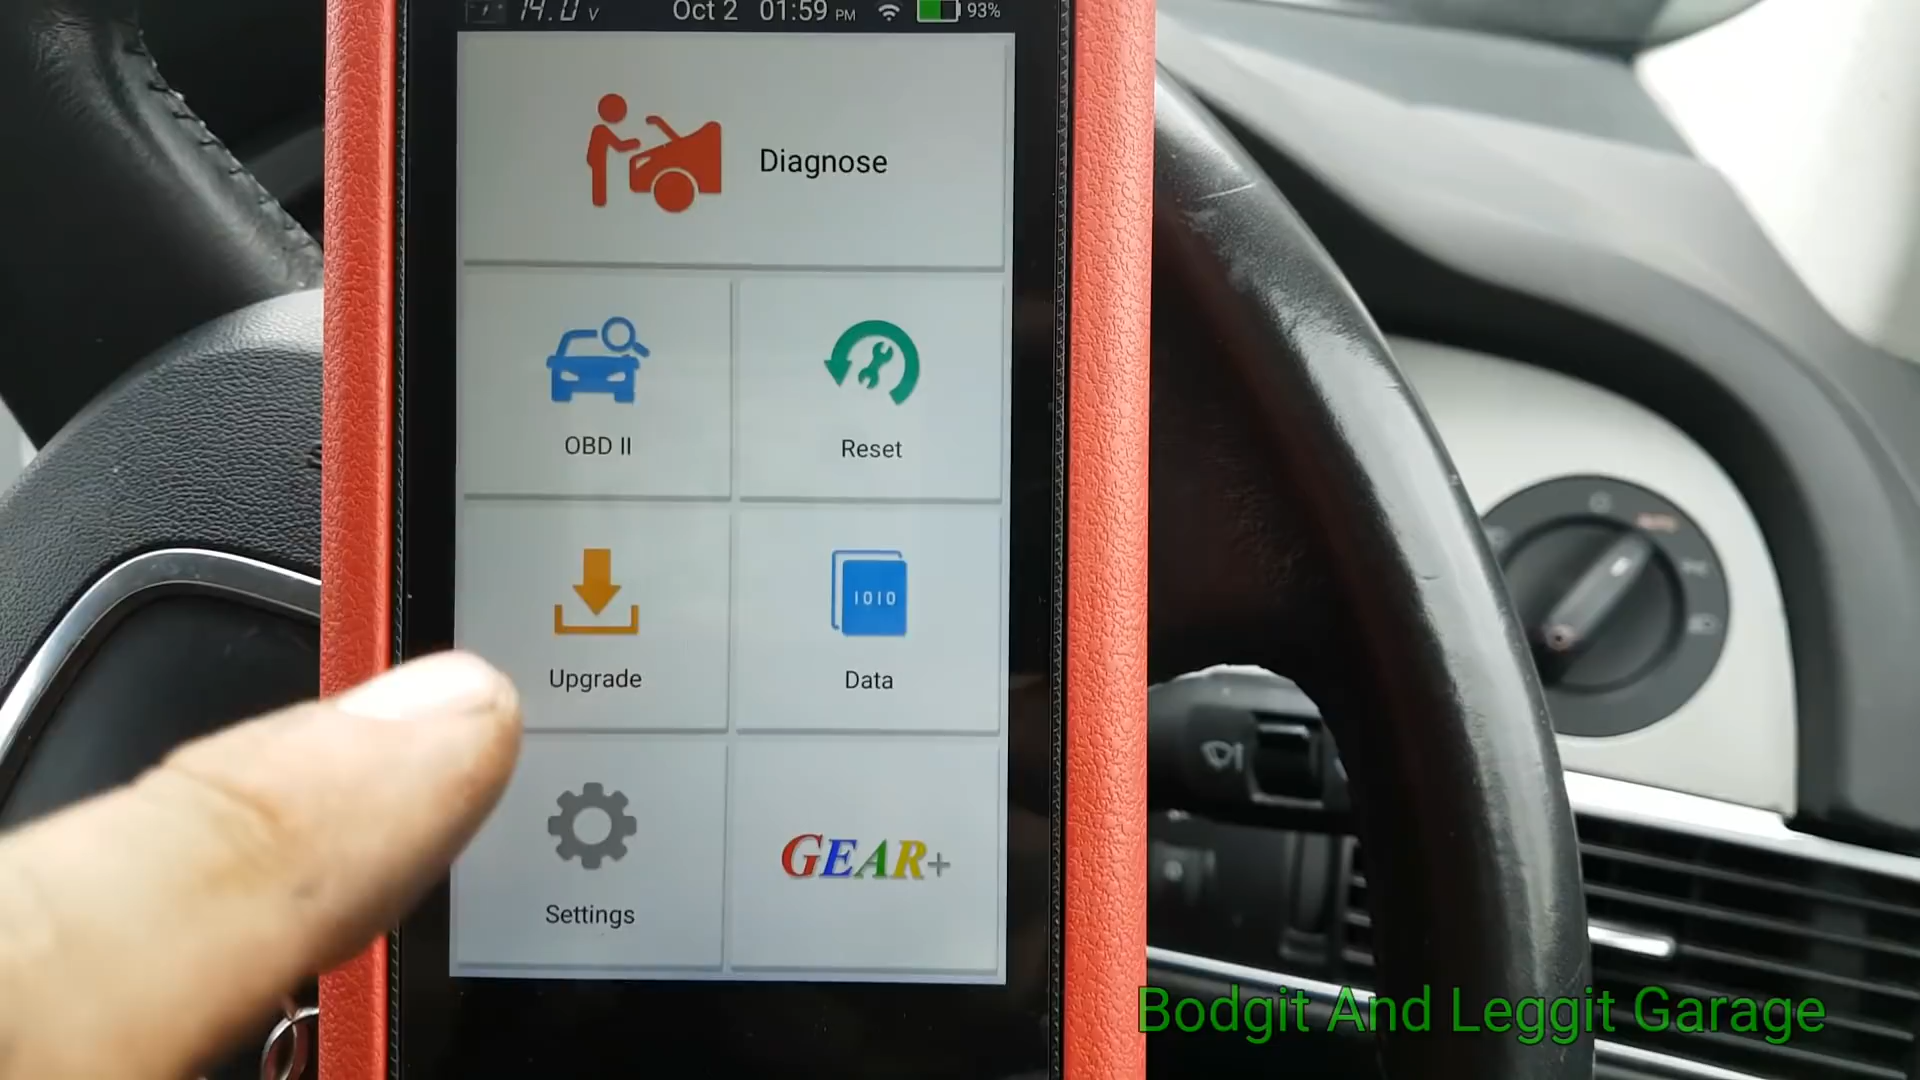 14.0 V Oct 2 01:59 PM 93%
Diagnose
OBD II
Reset
1010
Upgrade
Data
GEAR+
Settings
Bodgit And Leggit Garage